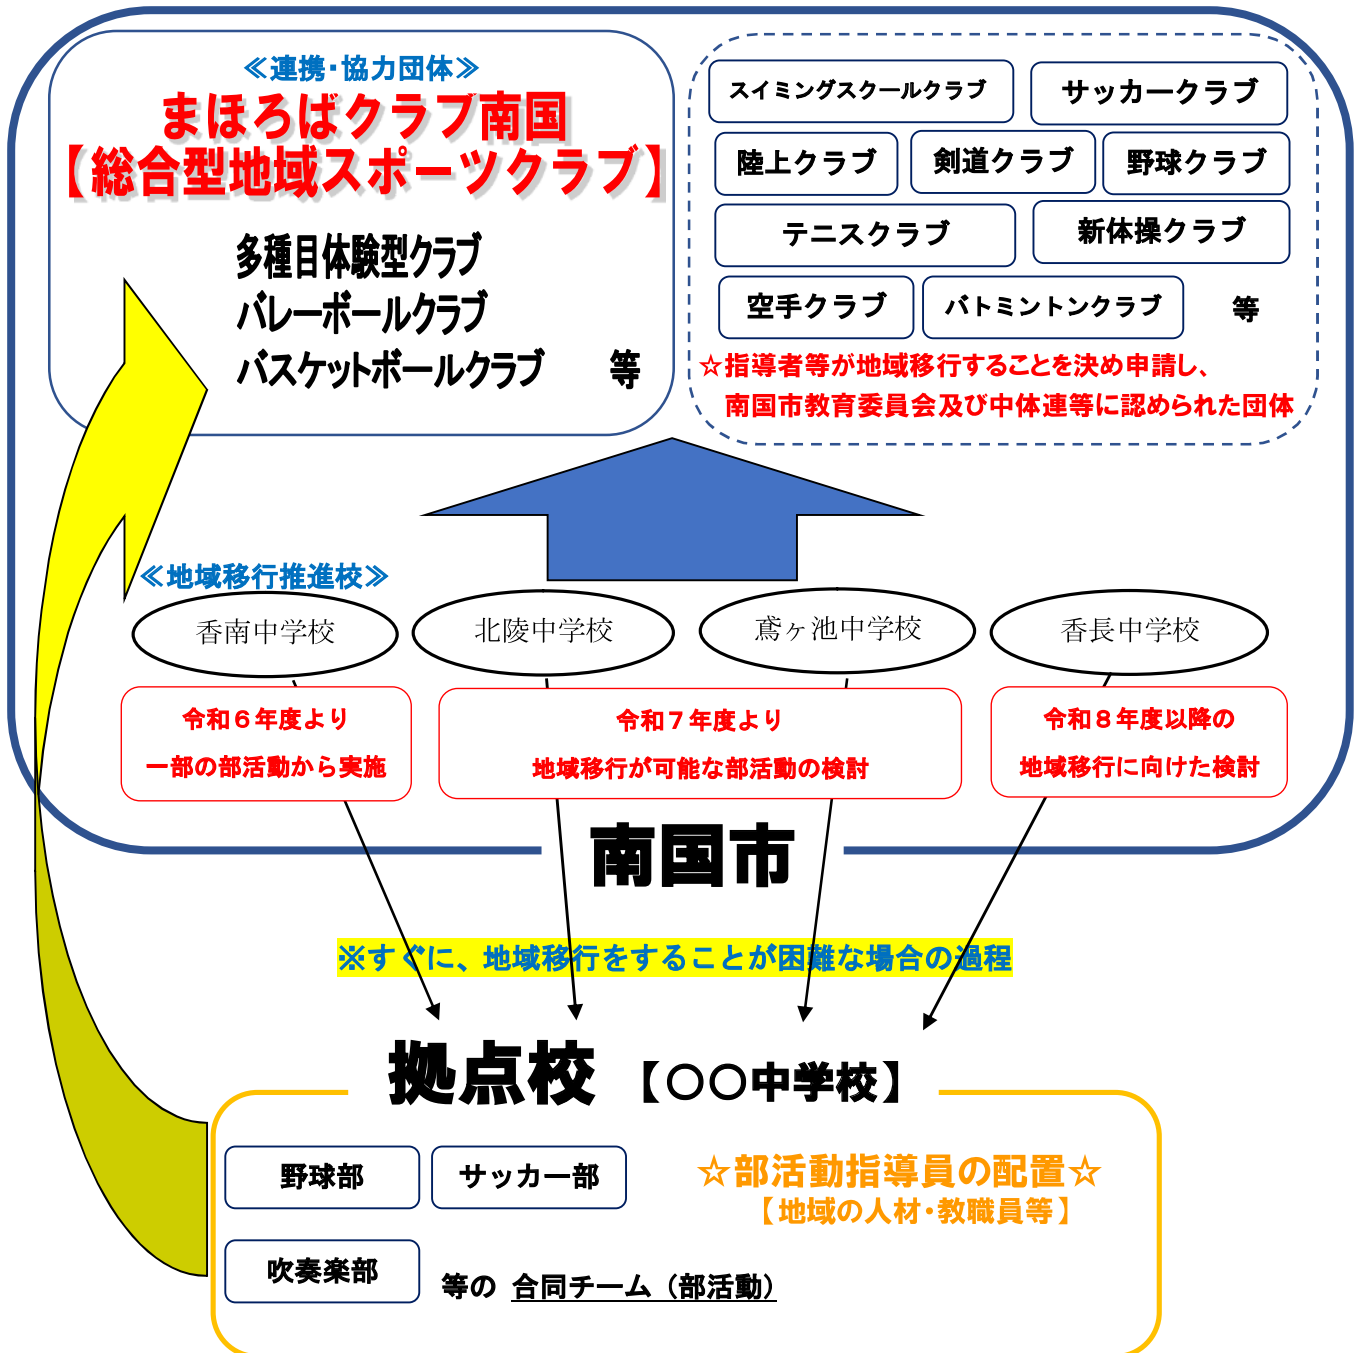 ≪連携・協力団体≫
まほろばクラブ南国
【総合型地域スポーツクラブ】
多種目体験型クラブ
バレーボールクラブ
バスケットボールクラブ　　等
スイミングスクールクラブ
サッカークラブ
陸上クラブ
剣道クラブ
野球クラブ
テニスクラブ
新体操クラブ
空手クラブ
バトミントンクラブ
等
☆指導者等が地域移行することを決め申請し、
南国市教育委員会及び中体連等に認められた団体
≪地域移行推進校≫
香南中学校
北陵中学校
鳶ヶ池中学校
香長中学校
令和６年度より
一部の部活動から実施
令和７年度より
地域移行が可能な部活動の検討
令和８年度以降の
地域移行に向けた検討
南国市
※すぐに、地域移行をすることが困難な場合の過程
拠点校　【〇〇中学校】
野球部
サッカー部
☆部活動指導員の配置☆
【地域の人材・教職員等】
吹奏楽部
等の 合同チーム（部活動）